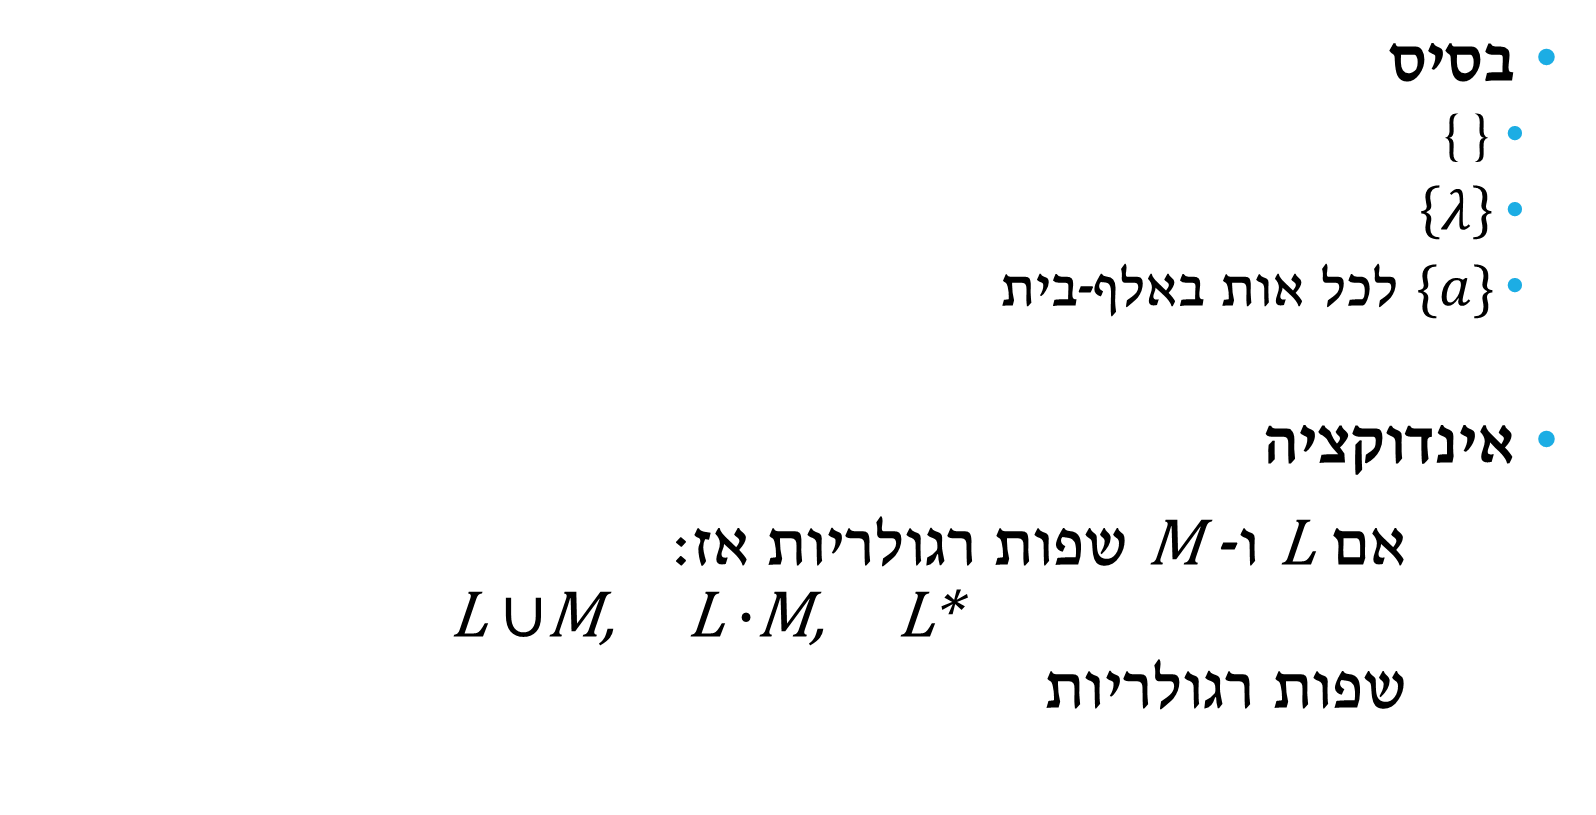 • בסיס
• { }
• {λ}
• {a} לכל אות באלף-בית
• אינדוקציה
אם L ו- M שפות רגולריות אז:
L ∪ M, L · M, L*
שפות רגולריות